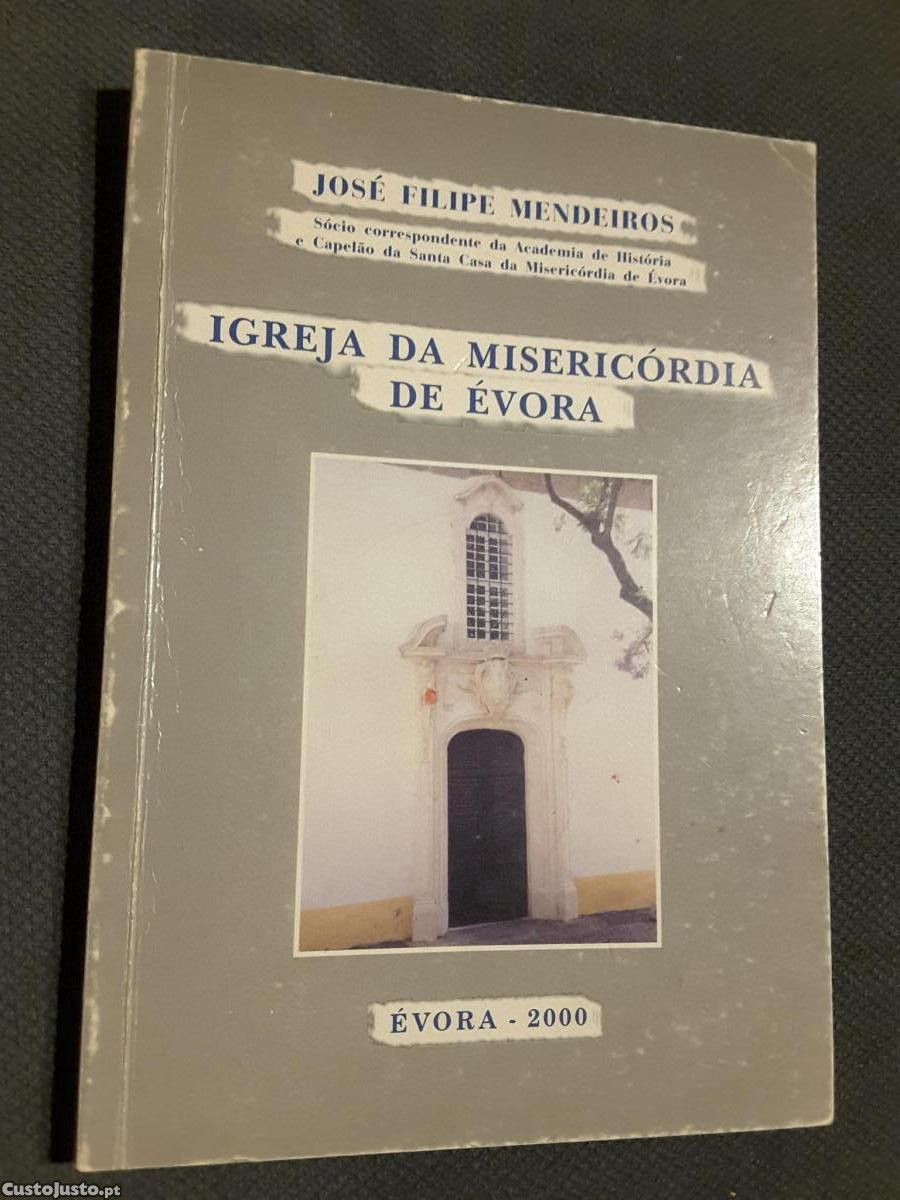 JOSÉ FILIPE MENDEIROS
Sócio correspondente da Academia de História
e Capelão da Santa Casa da Misericórdia de Évora
IGREJA DA MISERICÓRDIA
DE ÉVORA
ÉVORA - 2000
CustoJusto.pt